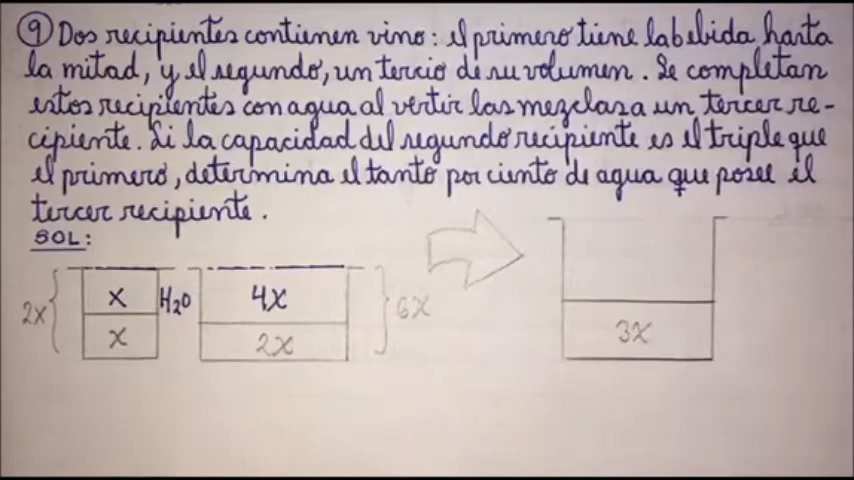 9 Dos recipientes contienen vino: el primero tiene la bebida hasta
la mitad, y el segundo, un tercio de su volumen. Se completan
estos recipientes con agua al vertir las mezclas a un tercer re-
cipiente. Si la capacidad del segundo recipiente es el triple que
el primero, determina el tanto por ciento de agua que posee el
tercer recipiente.
SOL:
x H2O 4x
2x x 2x 6x 3x